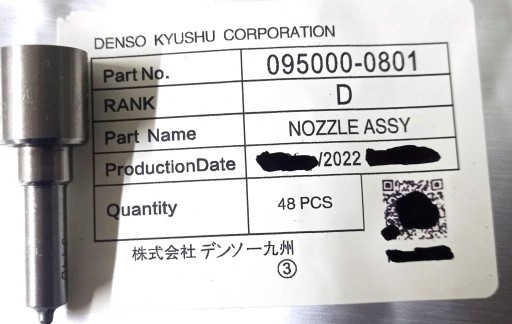 DENSO KYUSHU CORPORATION
Part No. 095000-0801
RANK D
Part Name NOZZLE ASSY
ProductionDate /2022
Quantity 48 PCS
株式会社 デンソー九州
③